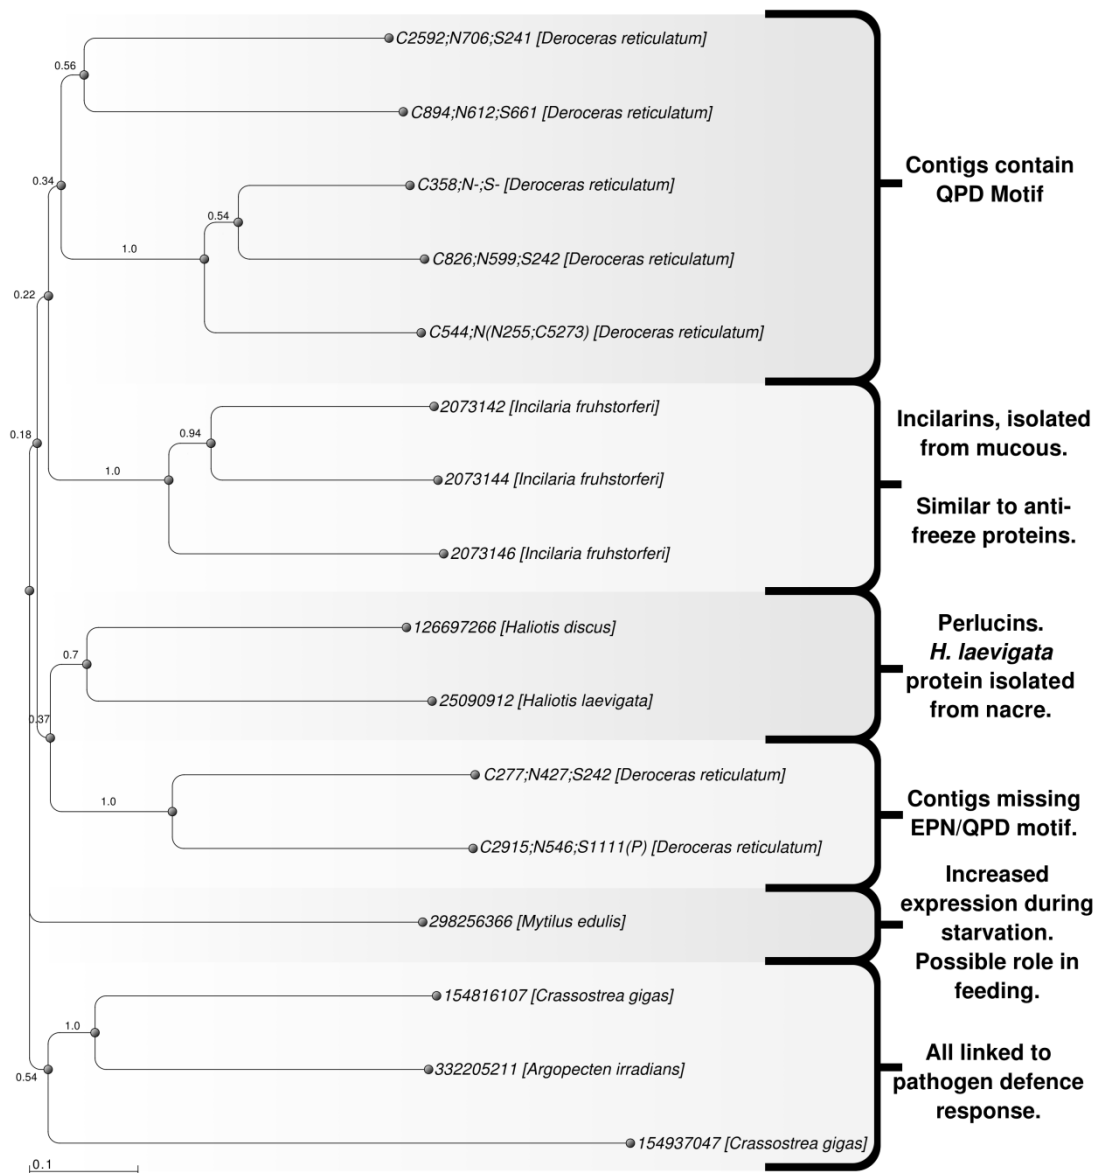 C2592;N706;S241 [Deroceras reticulatum]
0.56
C894;N612;S661 [Deroceras reticulatum]
0.34
C358;N-;S- [Deroceras reticulatum]
0.54
1.0
C826;N599;S242 [Deroceras reticulatum]
C544;N(N255;C5273) [Deroceras reticulatum]
Contigs contain
QPD Motif
0.22
2073142 [Incilaria fruhstorferi]
0.94
0.18
1.0
2073144 [Incilaria fruhstorferi]
2073146 [Incilaria fruhstorferi]
Incilarins, isolated
from mucous.
Similar to anti-
freeze proteins.
126697266 [Haliotis discus]
0.7
25090912 [Haliotis laevigata]
0.37
Perlucins.
H. laevigata
protein isolated
from nacre.
C277;N427;S242 [Deroceras reticulatum]
1.0
C2915;N546;S1111(P) [Deroceras reticulatum]
Contigs missing
EPN/QPD motif.
298256366 [Mytilus edulis]
Increased
expression during
starvation.
Possible role in
feeding.
154816107 [Crassostrea gigas]
1.0
332205211 [Argopecten irradians]
0.54
154937047 [Crassostrea gigas]
All linked to
pathogen defence
response.
0.1